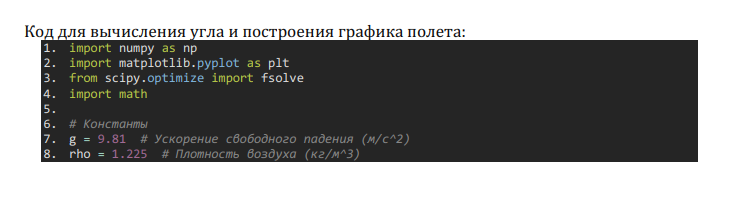 Код для вычисления угла и построения графика полета:
1. import numpy as np
2. import matplotlib.pyplot as plt
3. from scipy.optimize import fsolve
4. import math
5.
6. # Константы
7. g = 9.81 # Ускорение свободного падения (м/с^2)
8. rho = 1.225 # Плотность воздуха (кг/м^3)